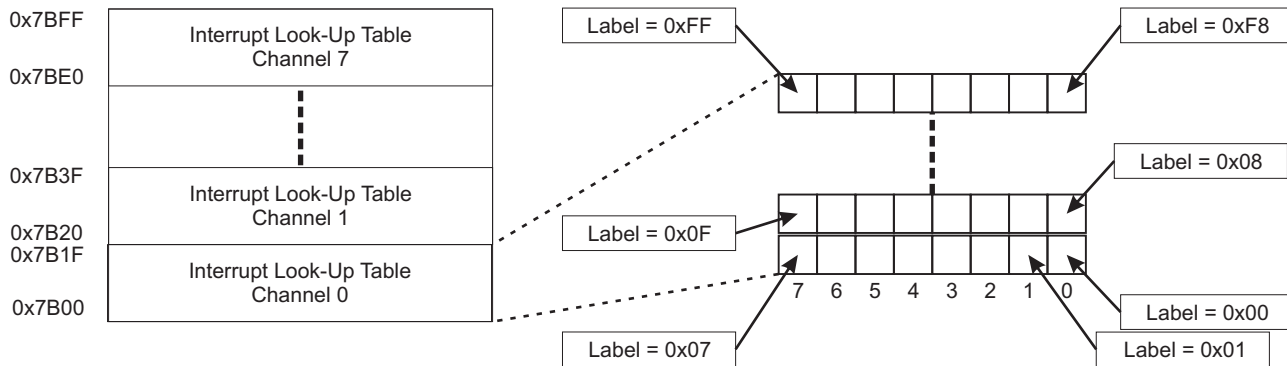 0x7BFF
Interrupt Look-Up Table
Channel 7
0x7BE0
0x7B3F
Interrupt Look-Up Table
Channel 1
0x7B20
0x7B1F
Interrupt Look-Up Table
Channel 0
0x7B00
Label = 0xFF
Label = 0xF8
Label = 0x08
Label = 0x0F
7 6 5 4 3 2 1 0
Label = 0x00
Label = 0x07
Label = 0x01